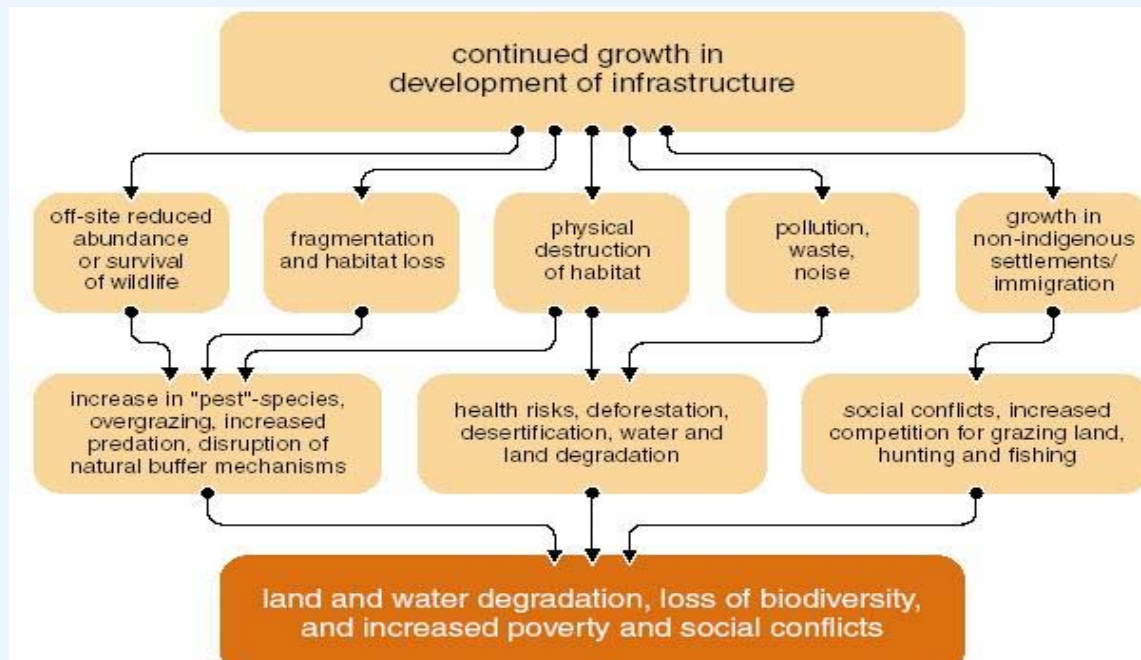 continued growth in
development of infrastructure
off-site reduced
abundance
or survival
of wildlife
fragmentation
and habitat loss
physical
destruction
of habitat
pollution,
waste,
noise
growth in
non-indigenous
settlements/
immigration
increase in "pest"-species,
overgrazing, increased
predation, disruption of
natural buffer mechanisms
health risks, deforestation,
desertification, water and
land degradation
social conflicts, increased
competition for grazing land,
hunting and fishing
land and water degradation, loss of biodiversity,
and increased poverty and social conflicts